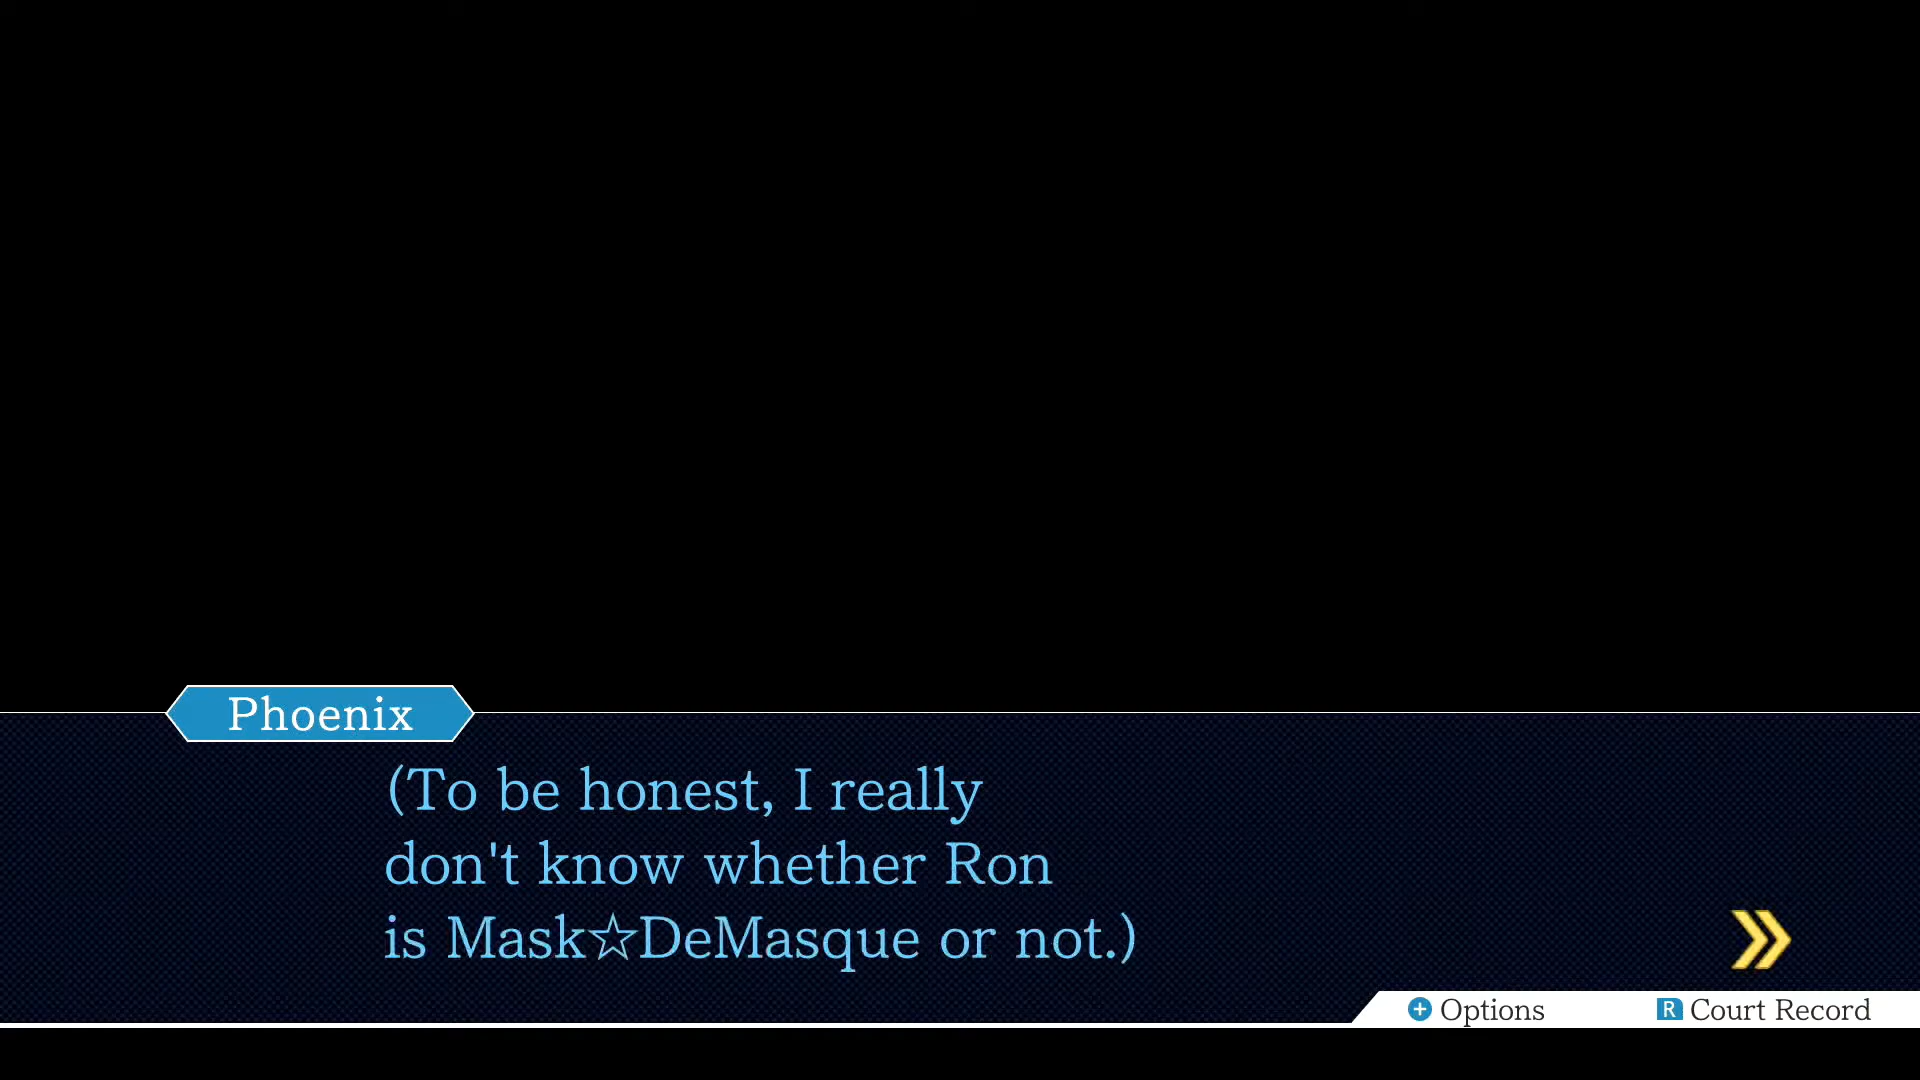 Phoenix
(To be honest, I really
don't know whether Ron
is Mask☆DeMasque or not.)
+ Options
R Court Record